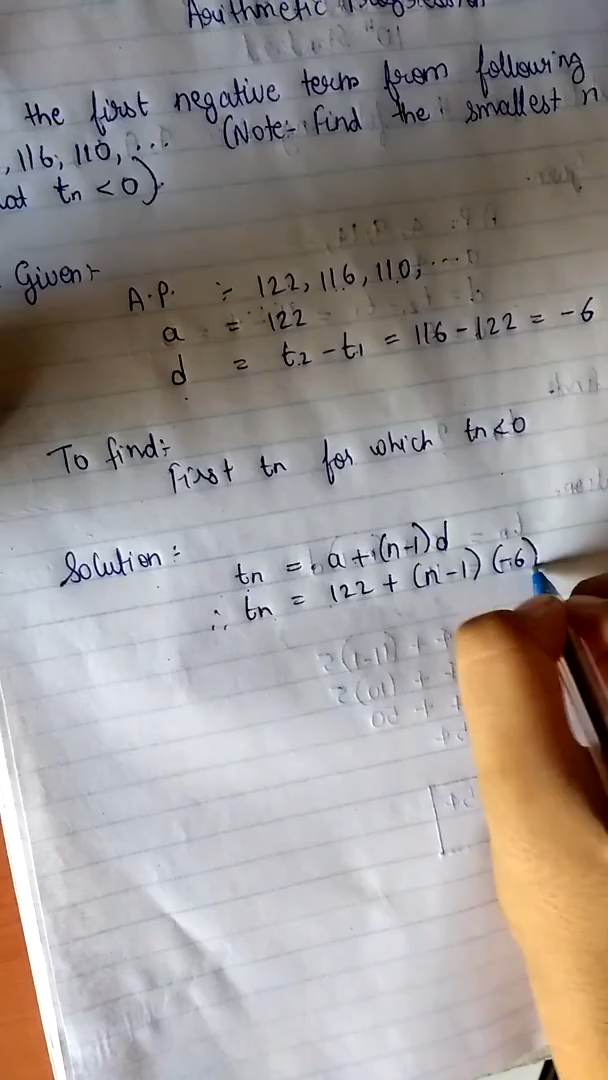 Arithmetic
the first negative term from following
, 116, 110, ... (Note:- Find the smallest n
tn < 0).
Given:-
A.P. :- 122, 116, 110, ...
a = 122
d = t2 - t1 = 116 - 122 = -6
To find:-
First tn for which tn < 0
Solution:-
tn = a + (n-1)d
∴ tn = 122 + (n-1) (-6)